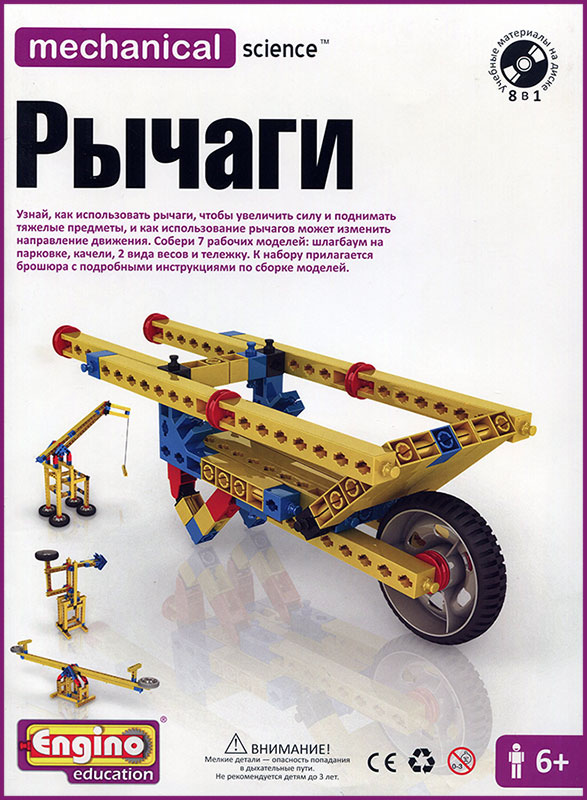 mechanical science™
Учебные материалы на диске
8 в 1
Рычаги
Узнай, как использовать рычаги, чтобы увеличить силу и поднимать
тяжелые предметы, и как использование рычагов может изменить
направление движения. Собери 7 рабочих моделей: шлагбаум на
парковке, качели, 2 вида весов и тележку. К набору прилагается
брошюра с подробными инструкциями по сборке моделей.
Engino®
education
ВНИМАНИЕ!
Мелкие детали — опасность попадания
в дыхательные пути.
Не рекомендуется детям до 3 лет.
CE
0-3
6+